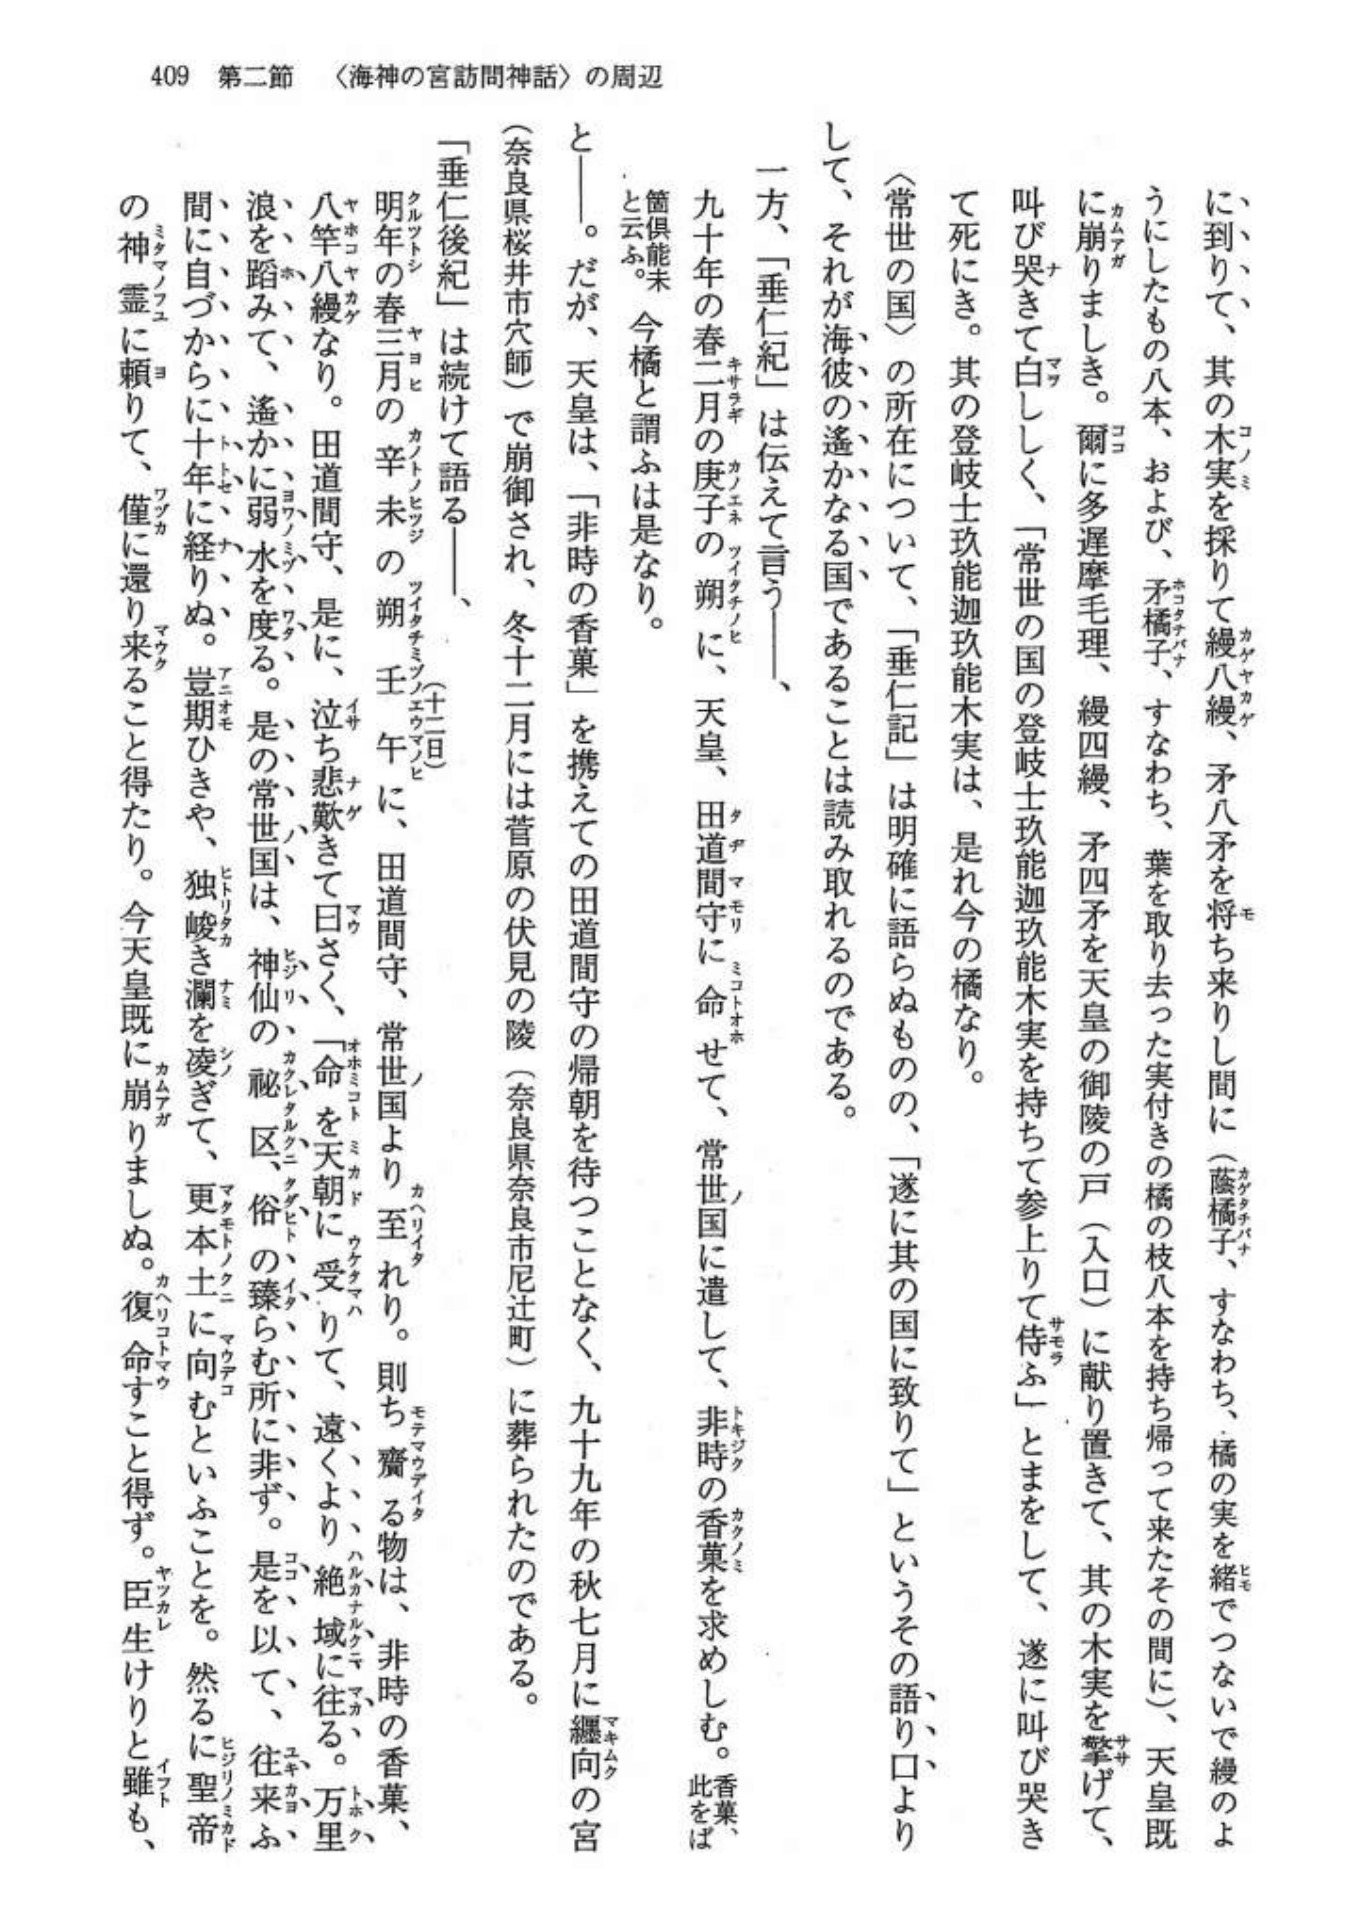 409　第二節　〈海神の宮訪問神話〉の周辺
に到りて、其の木実を採りて縵八縵、矛八矛を将ち来りし間に（蔭橘子、すなわち、橘の実を緒でつないで縵のよ
うにしたもの八本、および、矛橘子、すなわち、葉を取り去った実付きの橘の枝八本を持ち帰って来たその間に）、天皇既
に崩りましき。爾に多遅摩毛理、縵四縵、矛四矛を天皇の御陵の戸（入口）に献り置きて、其の木実を擎げて、
叫び哭きて白ししく、「常世の国の登岐士玖能迦玖能木実を持ちて参上りて侍ふ」とまをして、遂に叫び哭き
て死にき。其の登岐士玖能迦玖能木実は、是れ今の橘なり。
〈常世の国〉の所在について、「垂仁記」は明確に語らぬものの、「遂に其の国に致りて」というその語り口より
して、それが海彼の遙かなる国であることは読み取れるのである。
一方、「垂仁紀」は伝えて言う――、
九十年の春二月の庚子の朔に、天皇、田道間守に命せて、常世国に遣して、非時の香菓を求めしむ。香菓、此をば
箇倶能未と云ふ。今橘と謂ふは是なり。
と――。だが、天皇は、「非時の香菓」を携えての田道間守の帰朝を待つことなく、九十九年の秋七月に纒向の宮
（奈良県桜井市穴師）で崩御され、冬十二月には菅原の伏見の陵（奈良県奈良市尼辻町）に葬られたのである。
「垂仁後紀」は続けて語る――、
明年の春三月の辛未の朔壬午（十二日）に、田道間守、常世国より至れり。則ち齎る物は、非時の香菓、
八竿八縵なり。田道間守、是に、泣ち悲歎きて曰さく、「命を天朝に受りて、遠くより絶域に往る。万里
浪を蹈みて、遙かに弱水を度る。是の常世国は、神仙の祕区、俗の臻らむ所に非ず。是を以て、往来ふ
間に自づからに十年に経りぬ。豈期ひきや、独峻き瀾を凌ぎて、更本土に向むといふことを。然るに聖帝
の神霊に頼りて、僅に還り来ること得たり。今天皇既に崩りましぬ。復命すこと得ず。臣生けりと雖も、